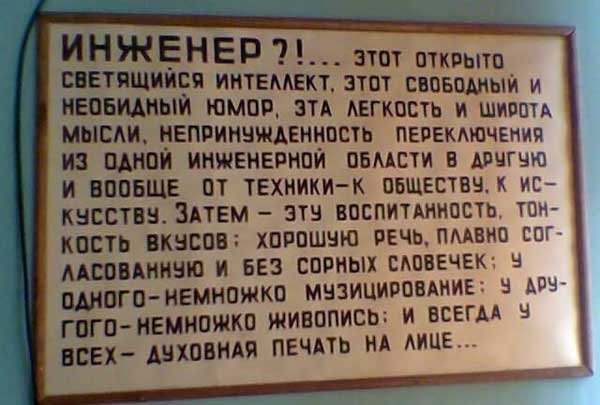 ИНЖЕНЕР?!... ЭТОТ ОТКРЫТО
СВЕТЯЩИЙСЯ ИНТЕЛЛЕКТ, ЭТОТ СВОБОДНЫЙ И
НЕОБИДНЫЙ ЮМОР, ЭТА ЛЕГКОСТЬ И ШИРОТА
МЫСЛИ, НЕПРИНУЖДЕННОСТЬ ПЕРЕКЛЮЧЕНИЯ
ИЗ ОДНОЙ ИНЖЕНЕРНОЙ ОБЛАСТИ В ДРУГУЮ
И ВООБЩЕ ОТ ТЕХНИКИ–К ОБЩЕСТВУ, К ИС-
КУССТВУ. ЗАТЕМ – ЭТУ ВОСПИТАННОСТЬ, ТОН-
КОСТЬ ВКУСОВ: ХОРОШУЮ РЕЧЬ, ПЛАВНО СОГ-
ЛАСОВАННУЮ И БЕЗ СОРНЫХ СЛОВЕЧЕК; У
ОДНОГО–НЕМНОЖКО МУЗИЦИРОВАНИЕ; У ДРУ-
ГОГО–НЕМНОЖКО ЖИВОПИСЬ; И ВСЕГДА У
ВСЕХ– ДУХОВНАЯ ПЕЧАТЬ НА ЛИЦЕ...